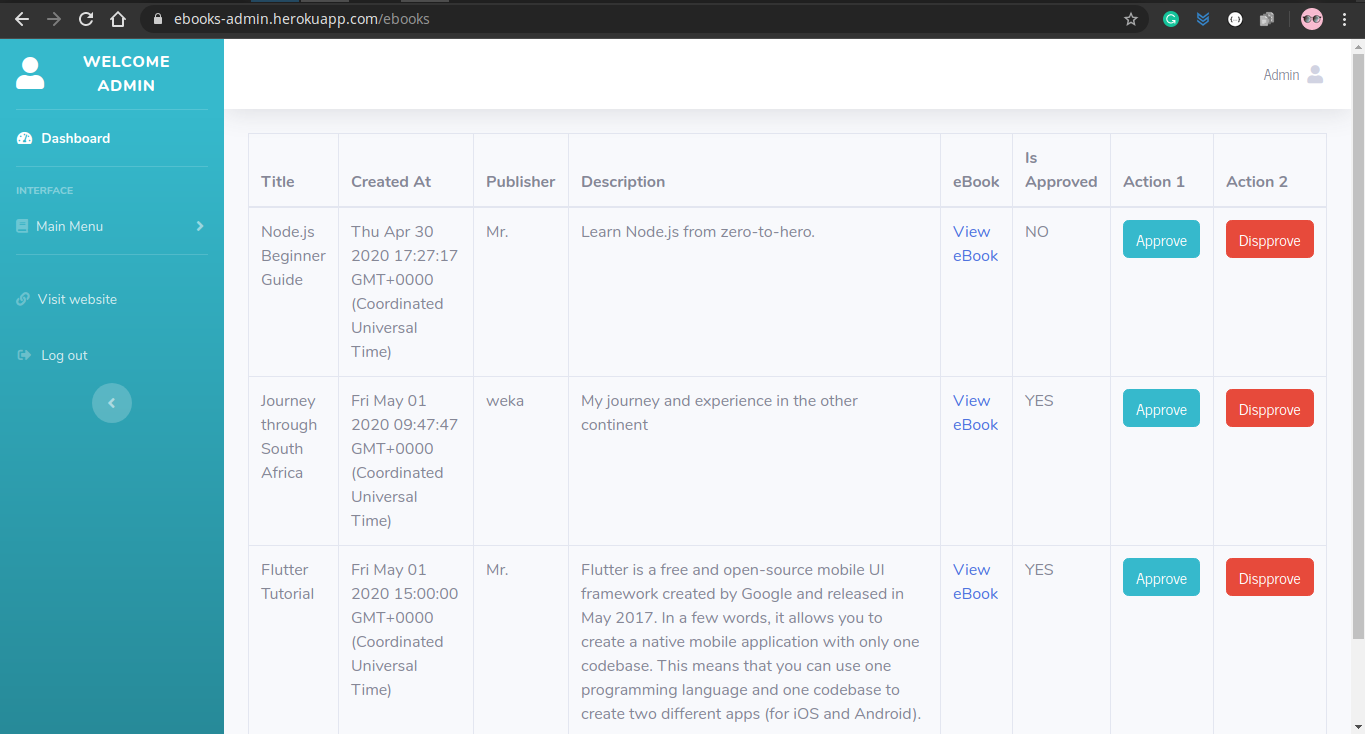 ebooks-admin.herokuapp.com/ebooks
WELCOME
ADMIN
Dashboard
INTERFACE
Main Menu
Visit website
Log out
Admin
Title
Created At
Publisher
Description
eBook
Is
Approved
Action 1
Action 2
Node.js
Beginner
Guide
Thu Apr 30
2020 17:27:17
GMT+0000
(Coordinated
Universal
Time)
Mr.
Learn Node.js from zero-to-hero.
View
eBook
NO
Approve
Dispprove
Journey
through
South
Africa
Fri May 01
2020 09:47:47
GMT+0000
(Coordinated
Universal
Time)
weka
My journey and experience in the other
continent
View
eBook
YES
Approve
Dispprove
Flutter
Tutorial
Fri May 01
2020 15:00:00
GMT+0000
(Coordinated
Universal
Time)
Mr.
Flutter is a free and open-source mobile UI
framework created by Google and released in
May 2017. In a few words, it allows you to
create a native mobile application with only one
codebase. This means that you can use one
programming language and one codebase to
create two different apps (for iOS and Android).
View
eBook
YES
Approve
Dispprove